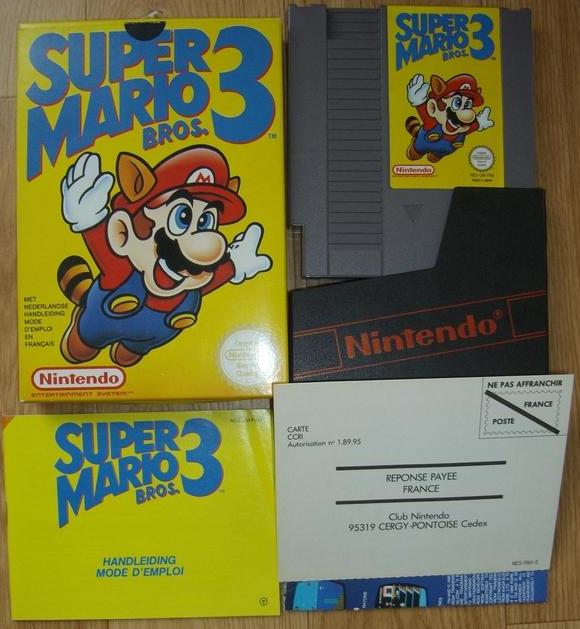 SUPER
MARIO
BROS. 3
TM
MET
NEDERLANDSE
HANDLEIDING
MODE
D'EMPLOI
EN
FRANÇAIS
Nintendo
ENTERTAINMENT SYSTEM
SUPER
MARIO
BROS. 3
Nintendo
Nintendo®
SUPER
MARIO
BROS. 3
HANDLEIDING
MODE D'EMPLOI
NE PAS AFFRANCHIR
FRANCE
POSTE
CARTE
CCRI
Autorisation n° 1.89.95
REPONSE PAYEE
FRANCE
Club Nintendo
95319 CERGY-PONTOISE Cedex